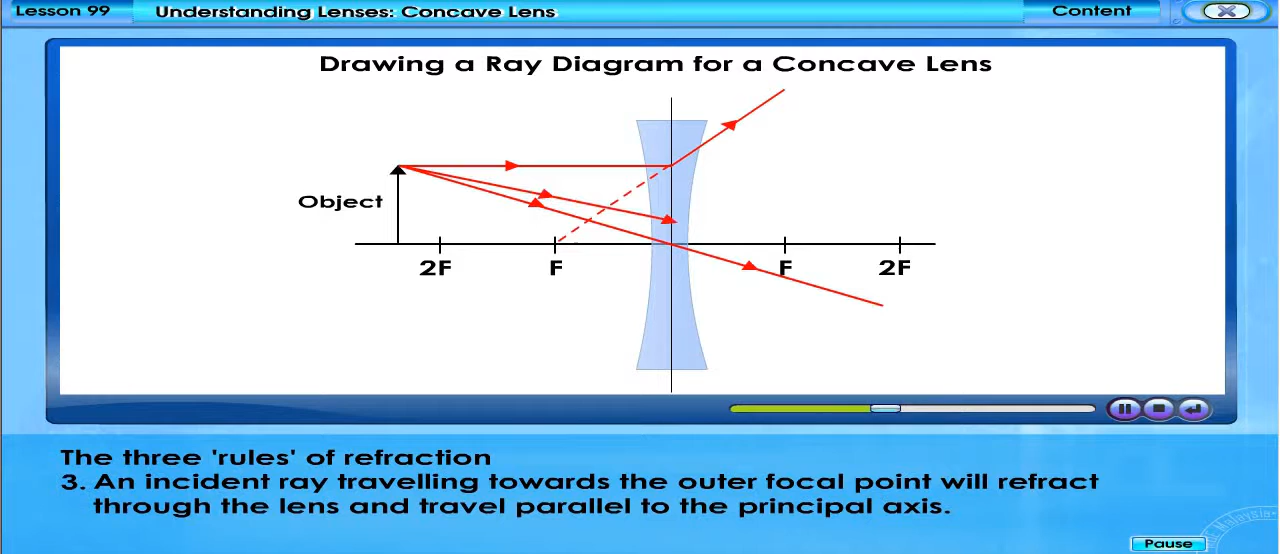 Lesson 99
Understanding Lenses: Concave Lens
Content
Drawing a Ray Diagram for a Concave Lens
Object
2F
F
F
2F
The three 'rules' of refraction
3. An incident ray travelling towards the outer focal point will refract
through the lens and travel parallel to the principal axis.
Malaysia
Pause